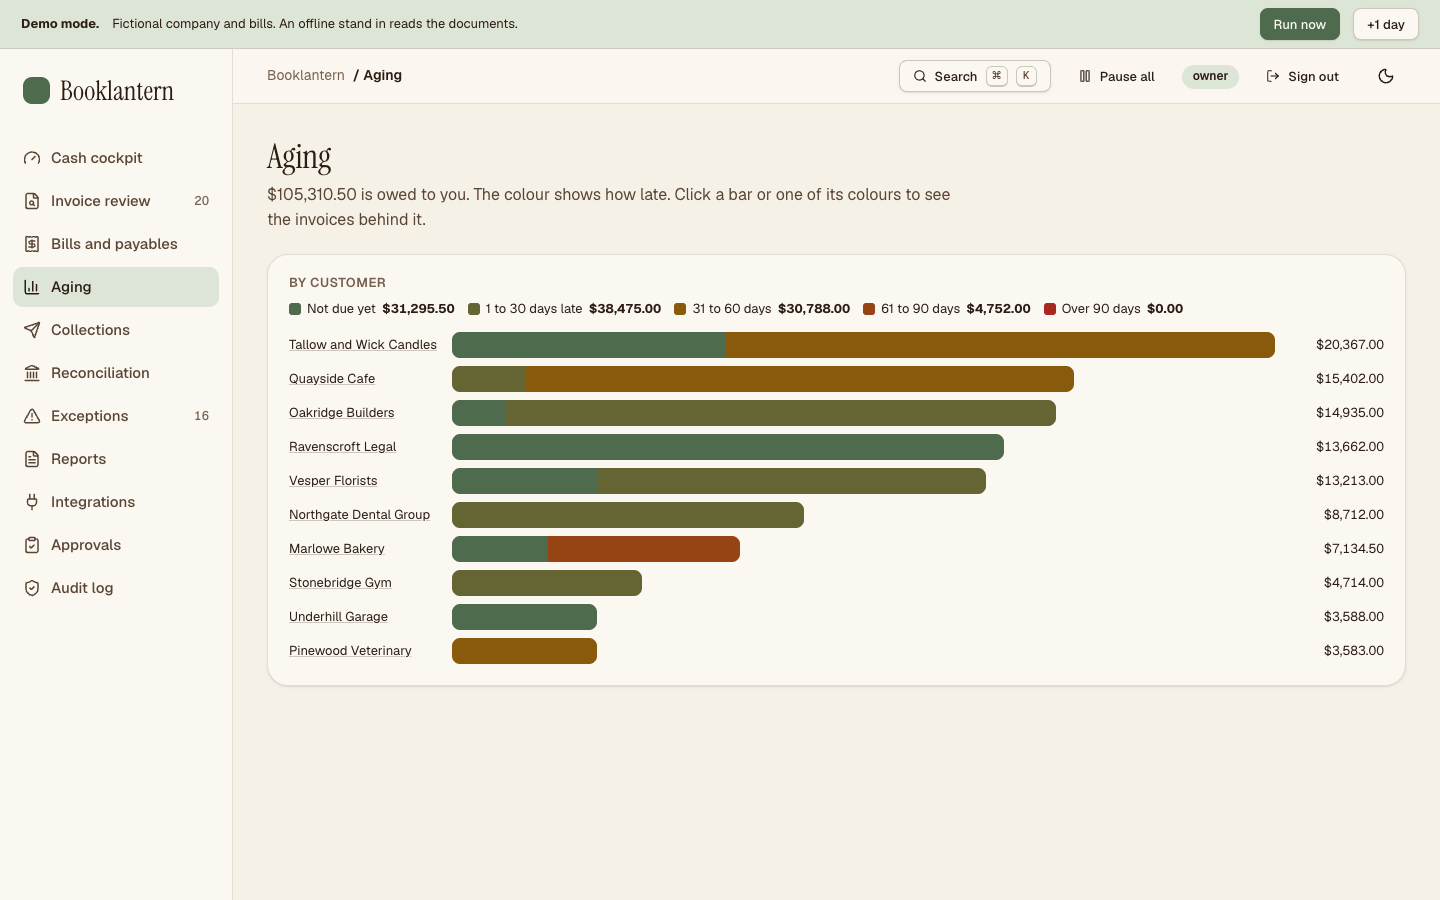 Demo mode. Fictional company and bills. An offline stand in reads the documents.
Run now
+1 day
Booklantern
Cash cockpit
Invoice review 20
Bills and payables
Aging
Collections
Reconciliation
Exceptions 16
Reports
Integrations
Approvals
Audit log
Booklantern / Aging
Search ⌘ K
Pause all
owner
Sign out
Aging
$105,310.50 is owed to you. The colour shows how late. Click a bar or one of its colours to see
the invoices behind it.
BY CUSTOMER
Not due yet $31,295.50 1 to 30 days late $38,475.00 31 to 60 days $30,788.00 61 to 90 days $4,752.00 Over 90 days $0.00
Tallow and Wick Candles $20,367.00
Quayside Cafe $15,402.00
Oakridge Builders $14,935.00
Ravenscroft Legal $13,662.00
Vesper Florists $13,213.00
Northgate Dental Group $8,712.00
Marlowe Bakery $7,134.50
Stonebridge Gym $4,714.00
Underhill Garage $3,588.00
Pinewood Veterinary $3,583.00